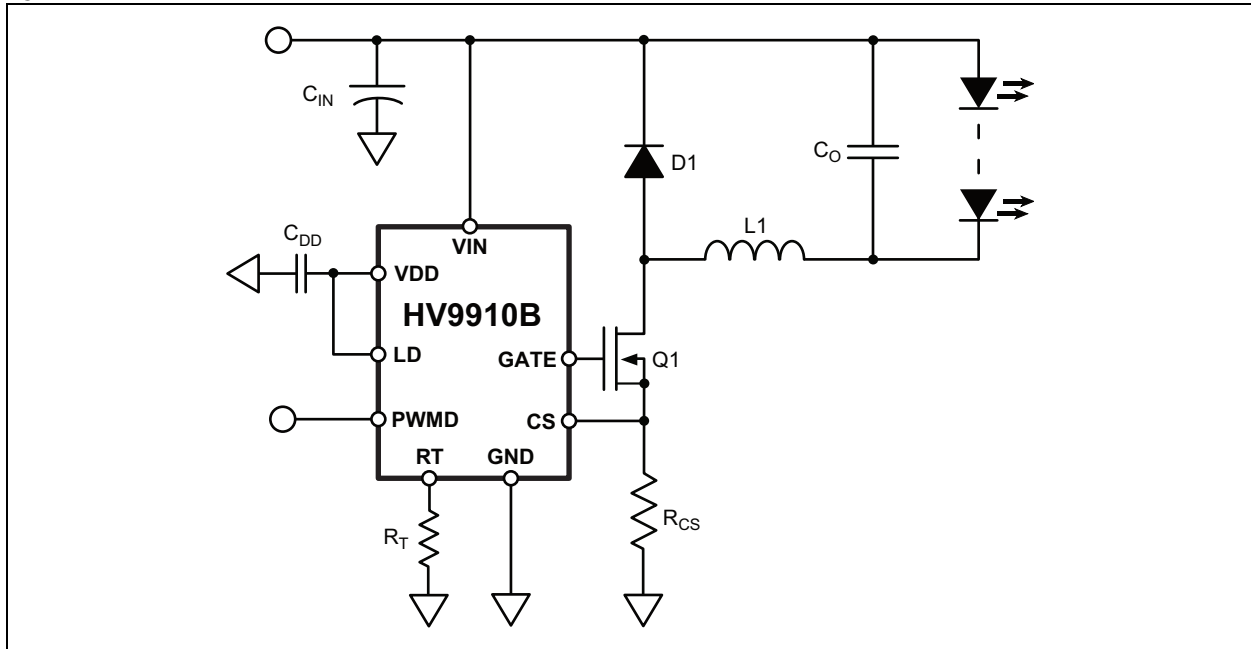 C_IN
D1
C_O
L1
C_DD
VIN
VDD
HV9910B
LD
GATE
Q1
PWMD
CS
RT
GND
R_T
R_CS